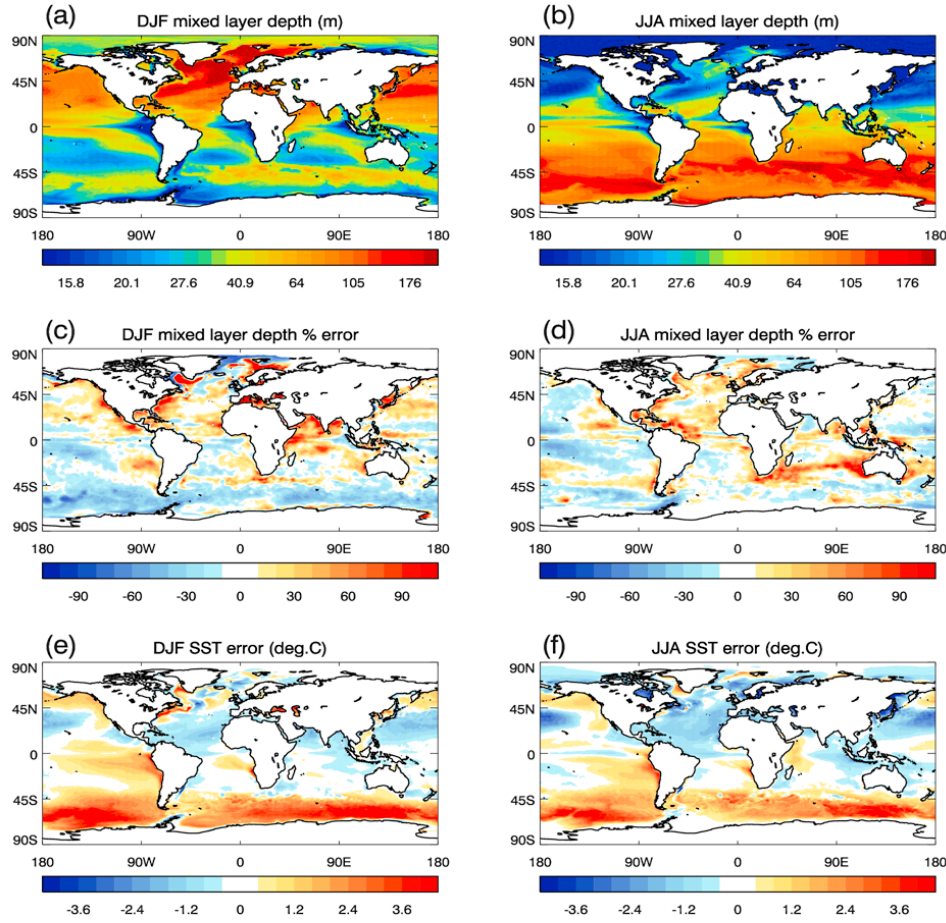 (a) DJF mixed layer depth (m)
90N
45N
0
45S
90S
180 90W 0 90E 180
15.8 20.1 27.6 40.9 64 105 176
(b) JJA mixed layer depth (m)
90N
45N
0
45S
90S
180 90W 0 90E 180
15.8 20.1 27.6 40.9 64 105 176
(c) DJF mixed layer depth % error
90N
45N
0
45S
90S
180 90W 0 90E 180
-90 -60 -30 0 30 60 90
(d) JJA mixed layer depth % error
90N
45N
0
45S
90S
180 90W 0 90E 180
-90 -60 -30 0 30 60 90
(e) DJF SST error (deg.C)
90N
45N
0
45S
90S
180 90W 0 90E 180
-3.6 -2.4 -1.2 0 1.2 2.4 3.6
(f) JJA SST error (deg.C)
90N
45N
0
45S
90S
180 90W 0 90E 180
-3.6 -2.4 -1.2 0 1.2 2.4 3.6